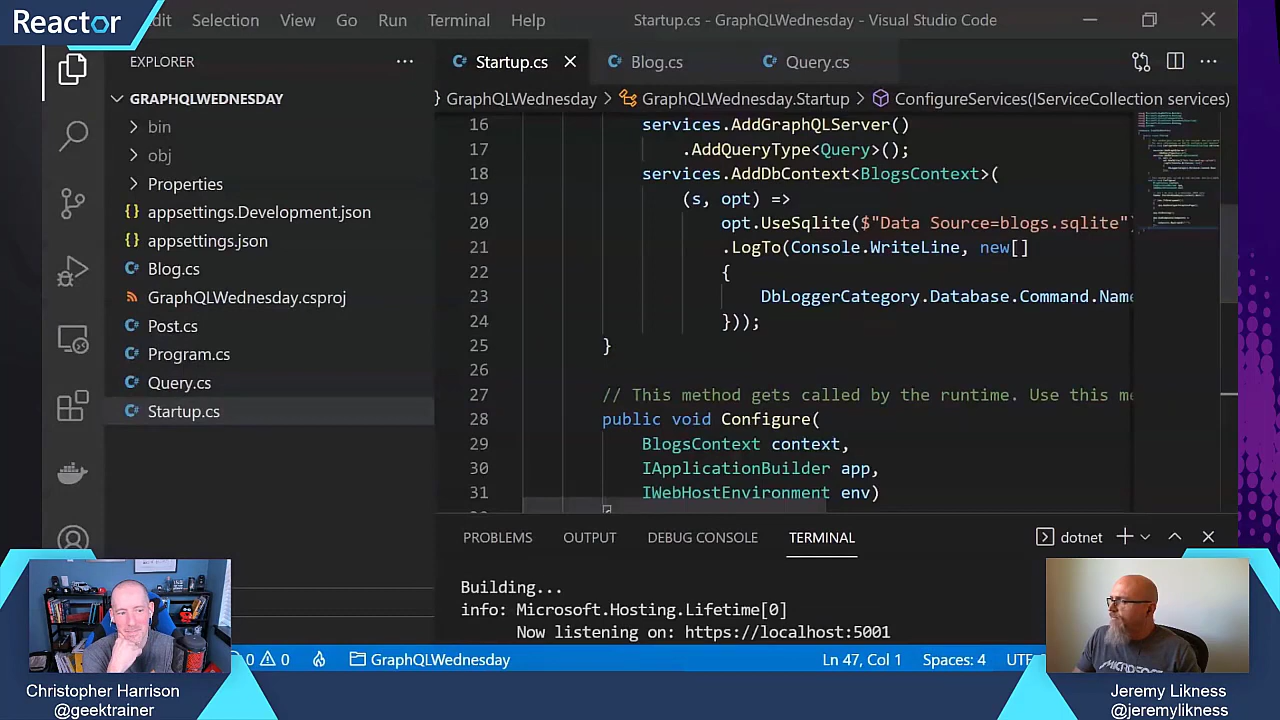 Reactor
Edit Selection View Go Run Terminal Help
Startup.cs - GraphQLWednesday - Visual Studio Code
EXPLORER
GRAPHQLWEDNESDAY
bin
obj
Properties
appsettings.Development.json
appsettings.json
Blog.cs
GraphQLWednesday.csproj
Post.cs
Program.cs
Query.cs
Startup.cs
Startup.cs Blog.cs Query.cs
} GraphQLWednesday > GraphQLWednesday.Startup > ConfigureServices(IServiceCollection services)
16 services.AddGraphQLServer()
17 .AddQueryType<Query>();
18 services.AddDbContext<BlogsContext>(
19 (s, opt) =>
20 opt.UseSqlite($"Data Source=blogs.sqlite")
21 .LogTo(Console.WriteLine, new[]
22 {
23 DbLoggerCategory.Database.Command.Name
24 }));
25 }
26
27 // This method gets called by the runtime. Use this me
28 public void Configure(
29 BlogsContext context,
30 IApplicationBuilder app,
31 IWebHostEnvironment env)
PROBLEMS OUTPUT DEBUG CONSOLE TERMINAL
dotnet
Building...
info: Microsoft.Hosting.Lifetime[0]
Now listening on: https://localhost:5001
0 0 GraphQLWednesday
Ln 47, Col 1 Spaces: 4 UTF-
Christopher Harrison
@geektrainer
Jeremy Likness
@jeremylikness